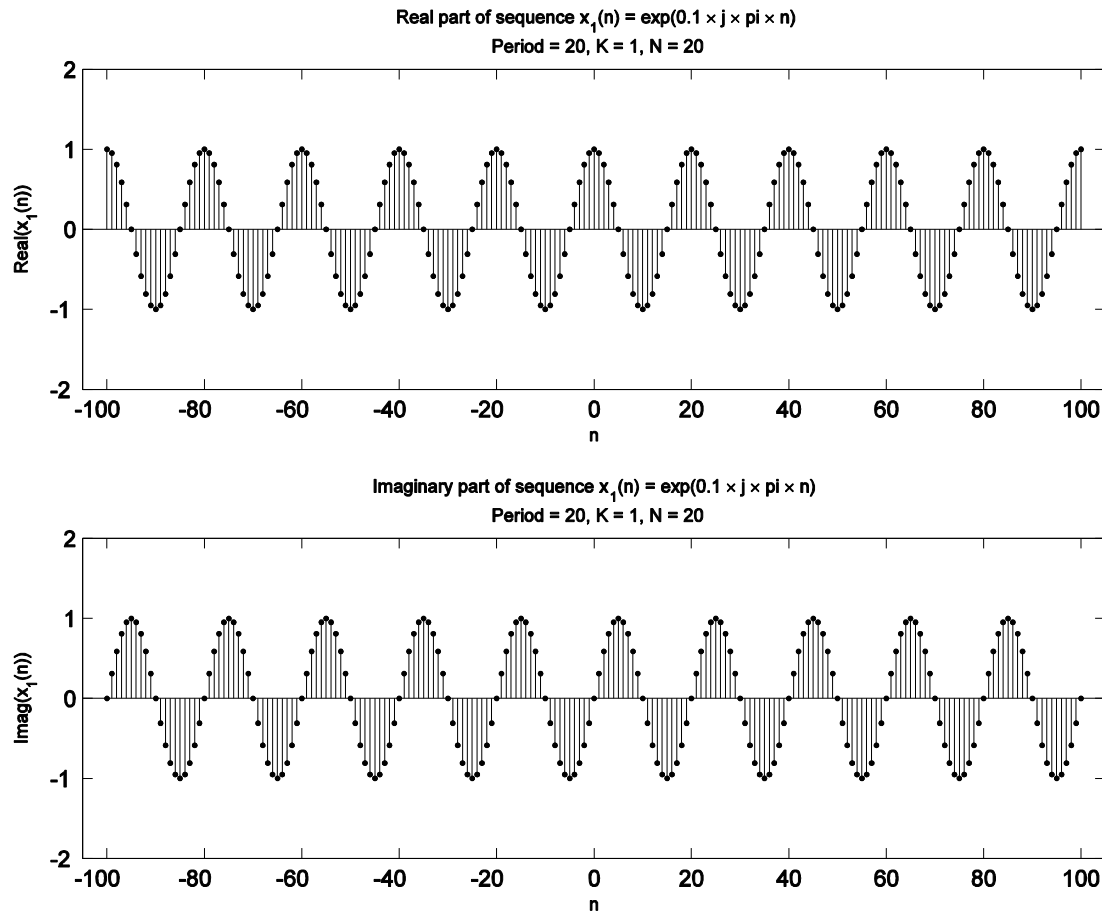 Real part of sequence x₁(n) = exp(0.1 × j × pi × n)
Period = 20, K = 1, N = 20
2
1
0
-1
-2
Real(x₁(n))
-100 -80 -60 -40 -20 0 20 40 60 80 100
n
Imaginary part of sequence x₁(n) = exp(0.1 × j × pi × n)
Period = 20, K = 1, N = 20
2
1
0
-1
-2
Imag(x₁(n))
-100 -80 -60 -40 -20 0 20 40 60 80 100
n